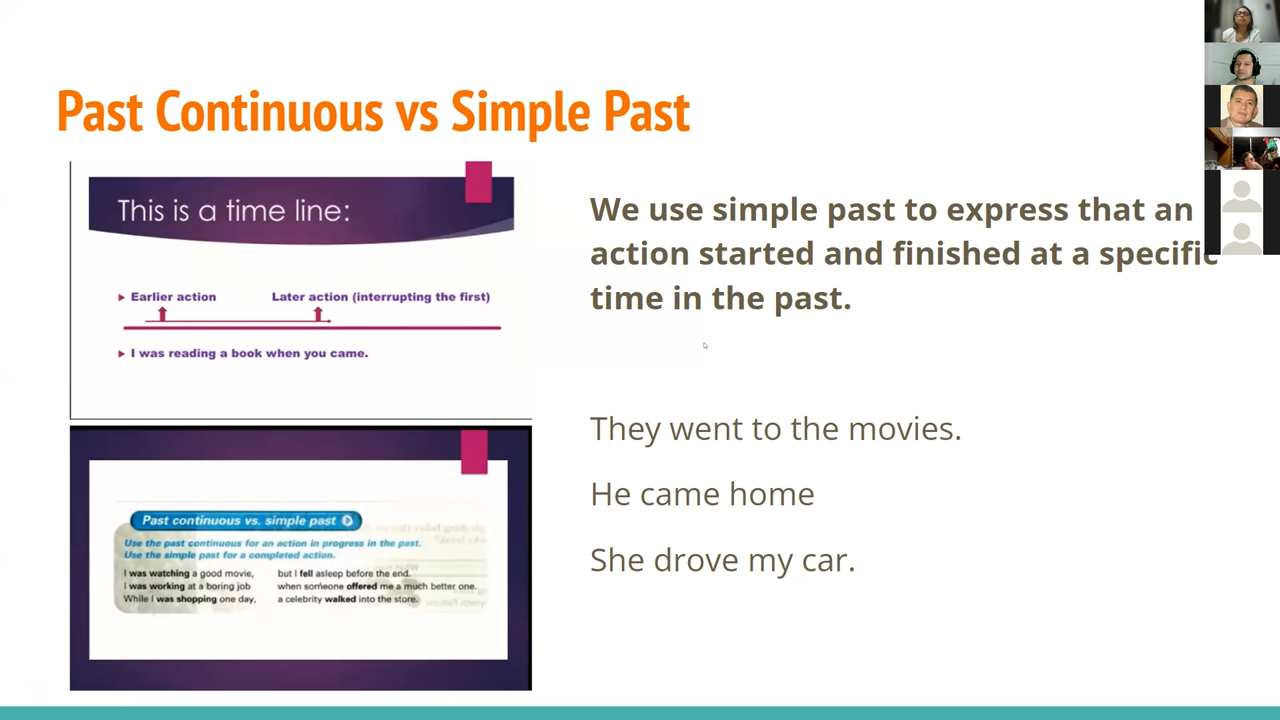 Past Continuous vs Simple Past
This is a time line:
Earlier action
Later action (interrupting the first)
I was reading a book when you came.
We use simple past to express that an
action started and finished at a specific
time in the past.
They went to the movies.
He came home
She drove my car.
Past continuous vs. simple past
Use the past continuous for an action in progress in the past.
Use the simple past for a completed action.
I was watching a good movie, but I fell asleep before the end.
I was working at a boring job when someone offered me a much better one.
While I was shopping one day, a celebrity walked into the store.